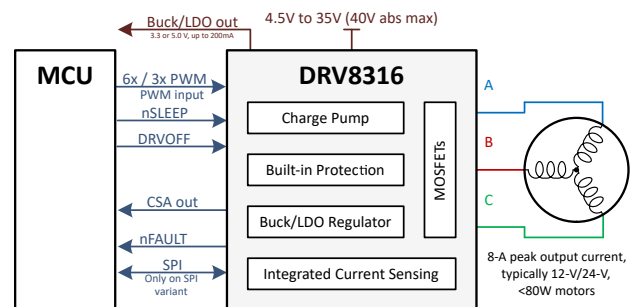 Buck/LDO out
3.3 or 5.0 V, up to 200mA
4.5V to 35V (40V abs max)
MCU
DRV8316
6x / 3x PWM
PWM input
nSLEEP
DRVOFF
CSA out
nFAULT
SPI
Only on SPI
variant
Charge Pump
Built-in Protection
Buck/LDO Regulator
Integrated Current Sensing
MOSFETs
A
B
C
8-A peak output current,
typically 12-V/24-V,
<80W motors